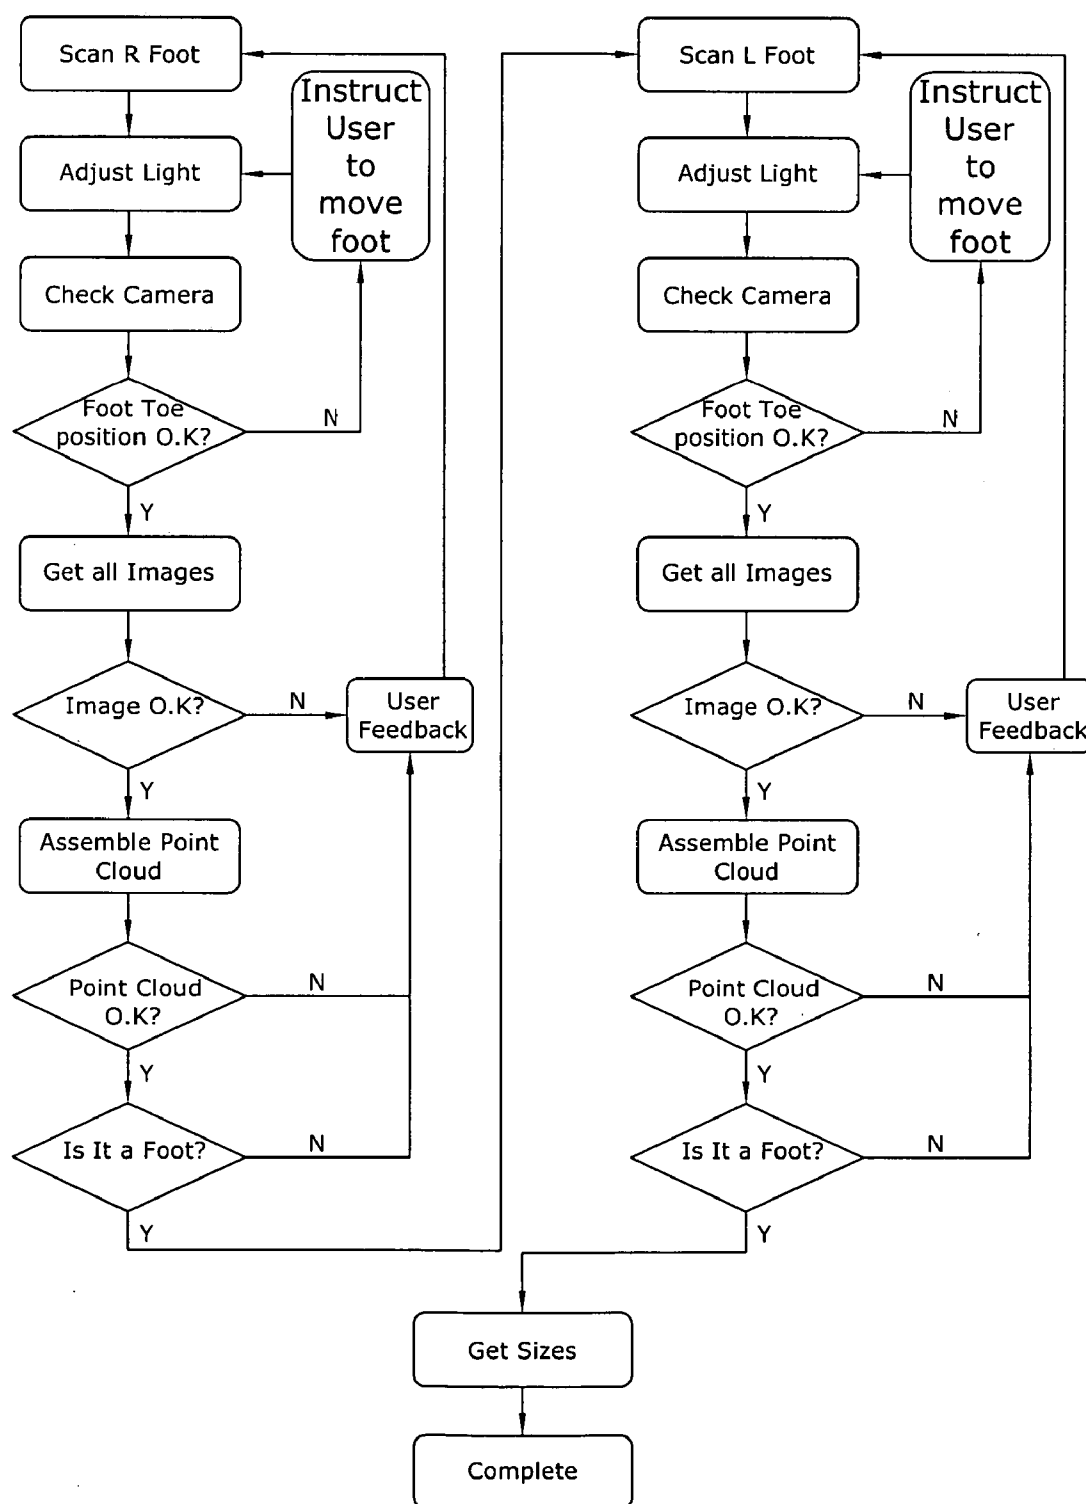 Scan R Foot
Instruct
User
to
move
foot
Adjust Light
Check Camera
Foot Toe
position O.K?
N
Y
Get all Images
Image O.K?
N
User
Feedback
Y
Assemble Point
Cloud
Point Cloud
O.K?
N
Y
Is It a Foot?
N
Y
Scan L Foot
Instruct
User
to
move
foot
Adjust Light
Check Camera
Foot Toe
position O.K?
N
Y
Get all Images
Image O.K?
N
User
Feedback
Y
Assemble Point
Cloud
Point Cloud
O.K?
N
Y
Is It a Foot?
N
Y
Get Sizes
Complete